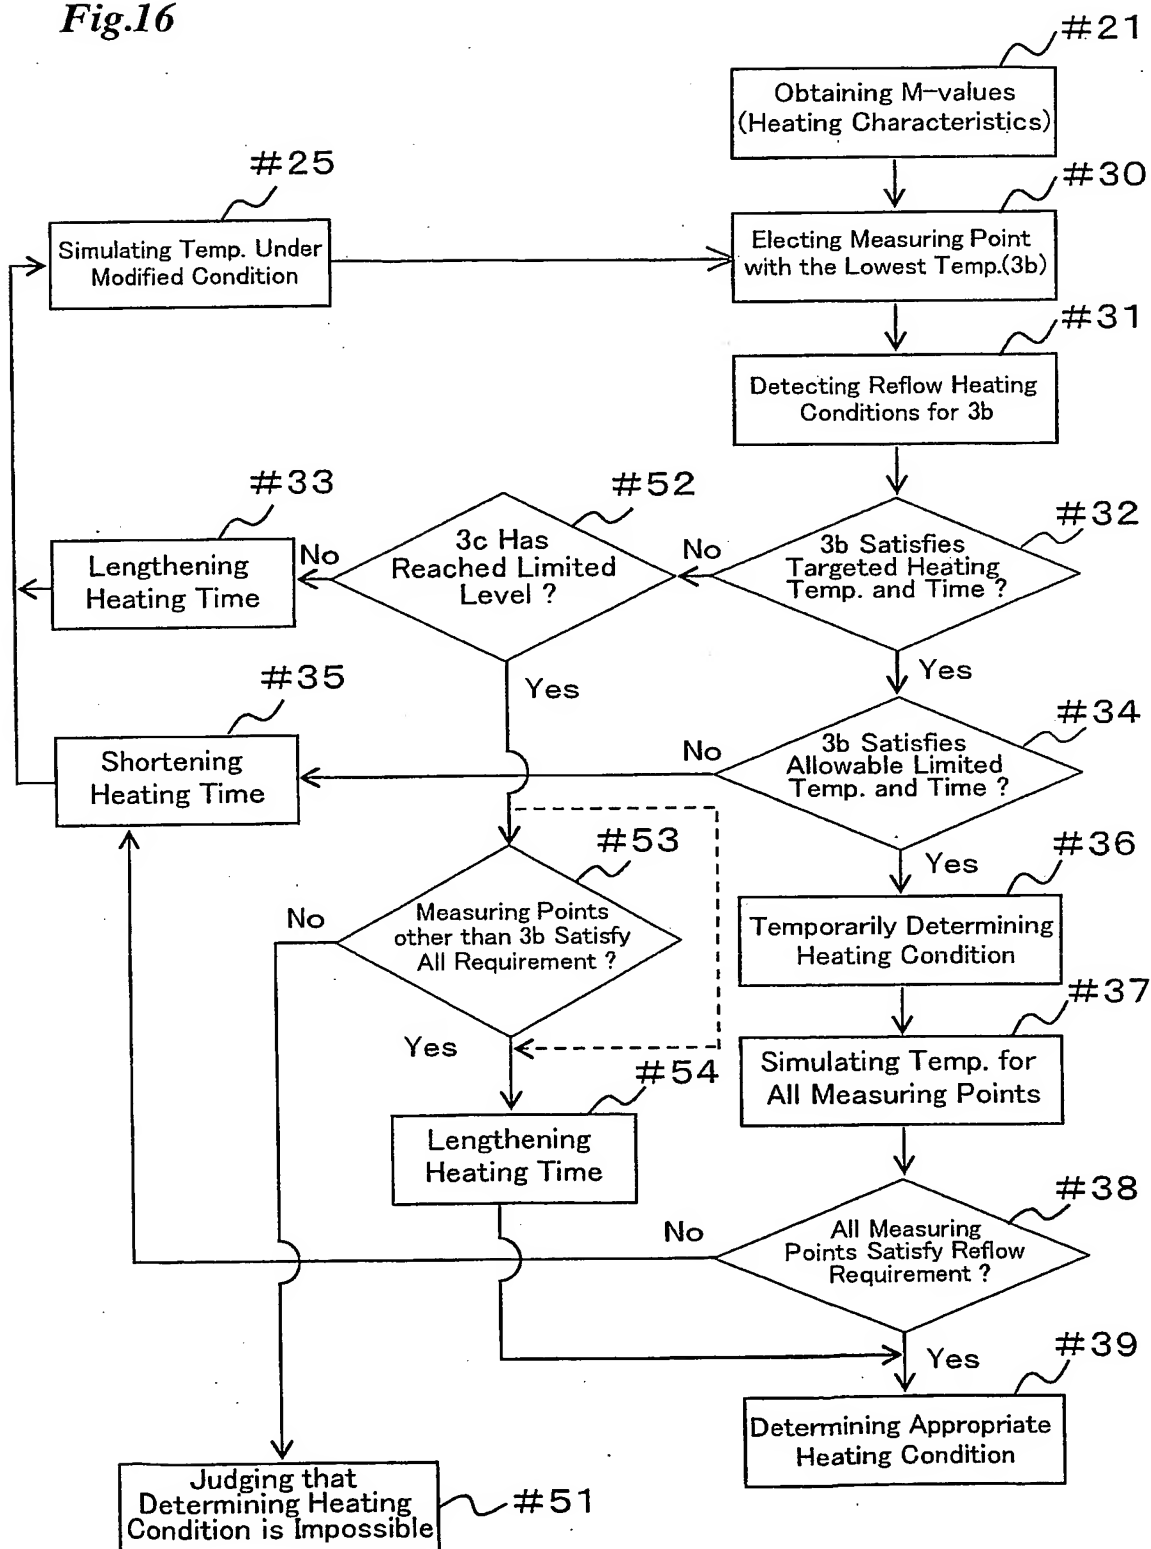 Fig.16
#21
Obtaining M-values
(Heating Characteristics)
#25
Simulating Temp. Under
Modified Condition
#30
Electing Measuring Point
with the Lowest Temp.(3b)
#31
Detecting Reflow Heating
Conditions for 3b
#33
Lengthening
Heating Time
No
#52
3c Has
Reached Limited
Level ?
No
#32
3b Satisfies
Targeted Heating
Temp. and Time ?
Yes
Yes
#35
Shortening
Heating Time
No
#34
3b Satisfies
Allowable Limited
Temp. and Time ?
Yes
#53
No
Measuring Points
other than 3b Satisfy
All Requirement ?
Yes
#36
Temporarily Determining
Heating Condition
#37
Simulating Temp. for
All Measuring Points
#54
Lengthening
Heating Time
#38
No
All Measuring
Points Satisfy Reflow
Requirement ?
Yes
#39
Determining Appropriate
Heating Condition
Judging that
Determining Heating
Condition is Impossible
#51